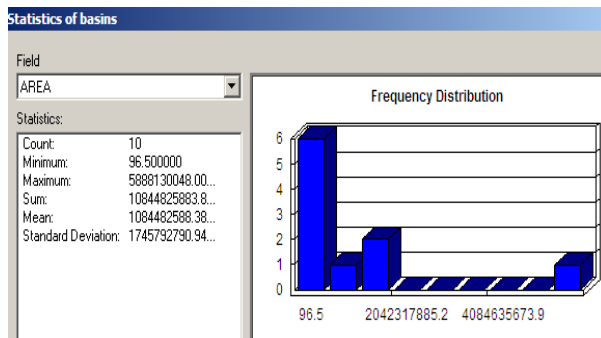 Statistics of basins
Field
AREA
Statistics:
Count: 10
Minimum: 96.500000
Maximum: 5888130048.00...
Sum: 10844825883.8...
Mean: 1084482588.38...
Standard Deviation: 1745792790.94...
Frequency Distribution
6
5
4
3
2
1
0
96.5 2042317885.2 4084635673.9